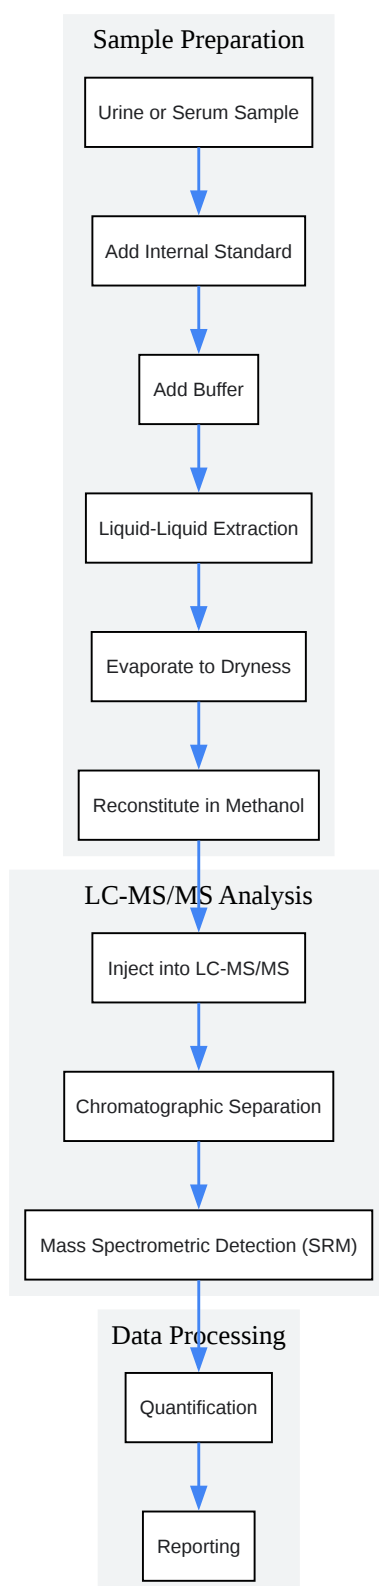 Sample Preparation
Urine or Serum Sample
Add Internal Standard
Add Buffer
Liquid-Liquid Extraction
Evaporate to Dryness
Reconstitute in Methanol
LC-MS/MS Analysis
Inject into LC-MS/MS
Chromatographic Separation
Mass Spectrometric Detection (SRM)
Data Processing
Quantification
Reporting